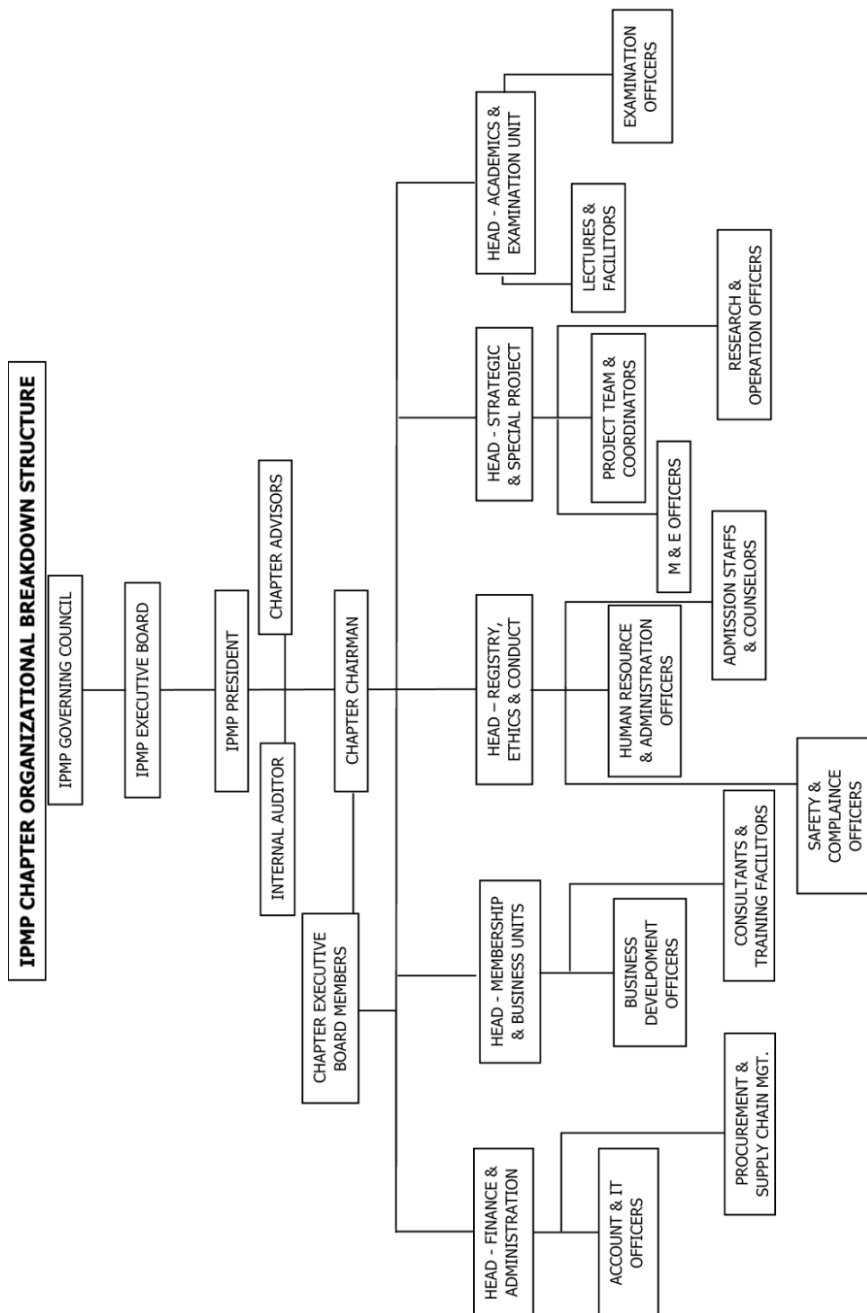 IPMP CHAPTER ORGANIZATIONAL BREAKDOWN STRUCTURE
IPMP GOVERNING COUNCIL
IPMP EXECUTIVE BOARD
IPMP PRESIDENT
INTERNAL AUDITOR
CHAPTER ADVISORS
CHAPTER EXECUTIVE
BOARD MEMBERS
CHAPTER CHAIRMAN
HEAD - FINANCE &
ADMINISTRATION
HEAD - MEMBERSHIP
& BUSINESS UNITS
HEAD – REGISTRY,
ETHICS & CONDUCT
HEAD - STRATEGIC
& SPECIAL PROJECT
HEAD - ACADEMICS &
EXAMINATION UNIT
ACCOUNT & IT
OFFICERS
PROCUREMENT &
SUPPLY CHAIN MGT.
BUSINESS
DEVELPOMENT
OFFICERS
CONSULTANTS &
TRAINING FACILITORS
SAFETY &
COMPLAINCE
OFFICERS
HUMAN RESOURCE
& ADMINISTRATION
OFFICERS
ADMISSION STAFFS
& COUNSELORS
M & E OFFICERS
PROJECT TEAM &
COORDINATORS
RESEARCH &
OPERATION OFFICERS
LECTURES &
FACILITORS
EXAMINATION
OFFICERS